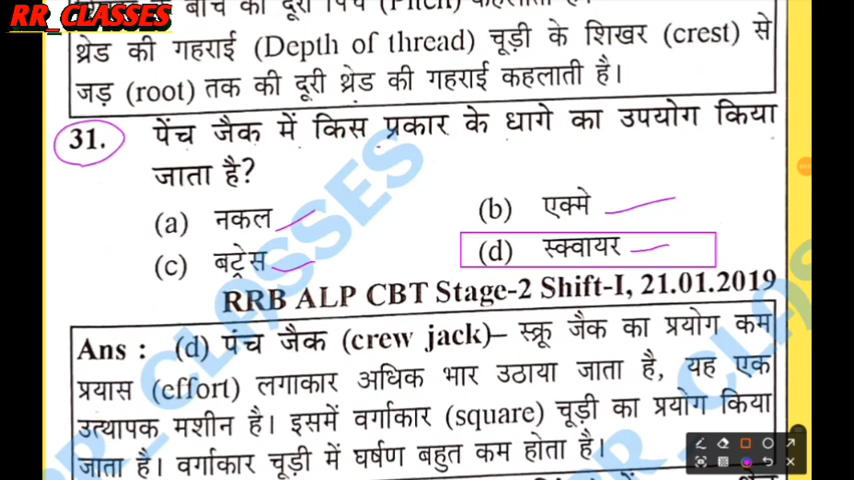 RR_CLASSES
बीच की दूरी पिच (Pitch) कहलाती है।
थ्रेड की गहराई (Depth of thread) चूड़ी के शिखर (crest) से
जड़ (root) तक की दूरी थ्रेड की गहराई कहलाती है।
31. पेंच जैक में किस प्रकार के धागे का उपयोग किया
जाता है?
(a) नकल (b) एक्मे
(c) बट्रेस (d) स्क्वायर
RRB ALP CBT Stage-2 Shift-I, 21.01.2019
Ans : (d) पंच जैक (crew jack)– स्क्रू जैक का प्रयोग कम
प्रयास (effort) लगाकार अधिक भार उठाया जाता है, यह एक
उत्थापक मशीन है। इसमें वर्गाकार (square) चूड़ी का प्रयोग किया
जाता है। वर्गाकार चूड़ी में घर्षण बहुत कम होता है।